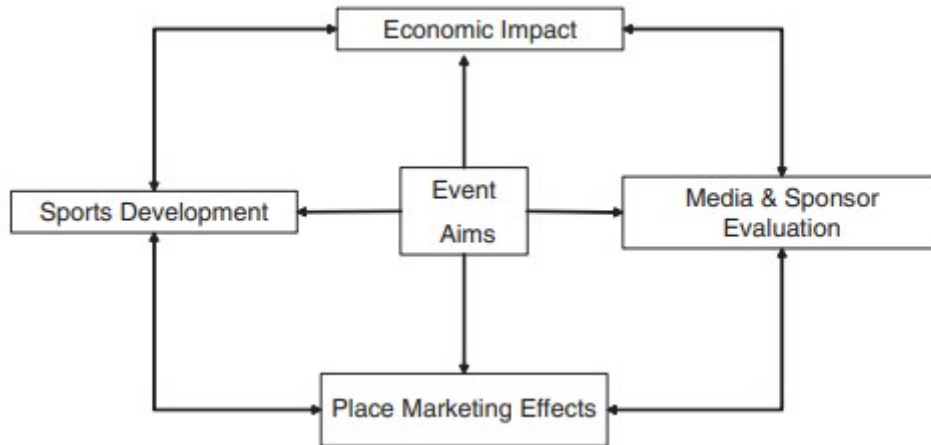 Economic Impact
Sports Development
Event
Aims
Media & Sponsor
Evaluation
Place Marketing Effects